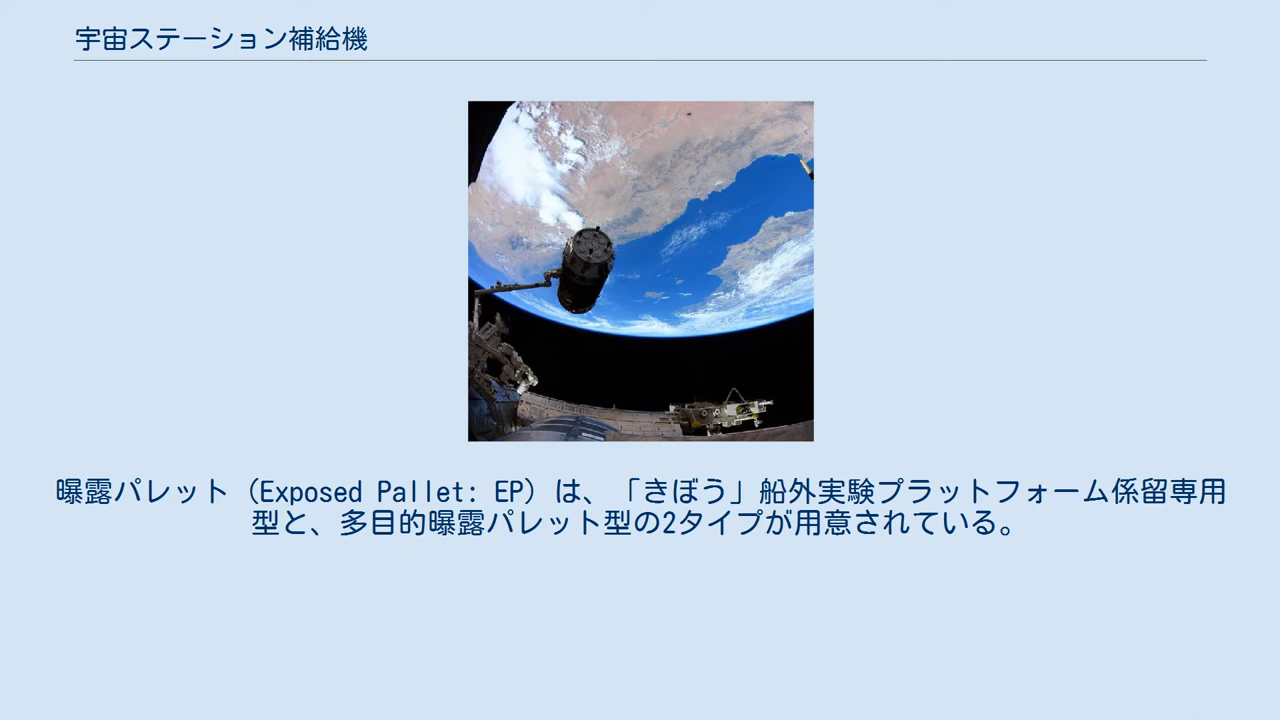 宇宙ステーション補給機
曝露パレット（Exposed Pallet: EP）は、「きぼう」船外実験プラットフォーム係留専用
型と、多目的曝露パレット型の2タイプが用意されている。